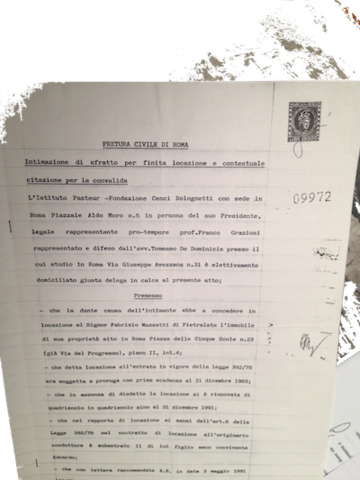 PRETURA CIVILE DI ROMA
Intimazione di sfratto per finita locazione e contestuale
citazione per la convalida
09972
L'Istituto Pasteur -Fondazione Cenci Bolognetti con sede in
Roma Piazzale Aldo Moro n.5 in persona del suo Presidente,
legale rappresentante pro-tempore prof.Franco Graziosi
rappresentato e difeso dall'avv.Tommaso De Dominicis presso il
cui studio in Roma Via Giuseppe Avezzana n.31 è elettivamente
domiciliato giusta delega in calce al presente atto;
Premesso
- che la dante causa dell'intimante ebbe a concedere in
locazione al Signor Fabrizio Massetti di Pietralata l'immobile
di sua proprietà sito in Roma Piazza delle Cinque Scole n.23
(già Via del Progresso), piano II, int.4;
- che detta locazione all'entrata in vigore della Legge 392/78
era soggetta a proroga con prima scadenza al 31 dicembre 1983;
- che in assenza di disdetta la locazione si è rinnovata di
quadriennio in quadriennio sino al 31 dicembre 1991;
- che nel rapporto di locazione ai sensi dell'art.6 della
Legge 392/78 nel contratto di locazione all'originario
conduttore è subentrato il di lui figlio seco convivente
Edoardo;
- che con lettera raccomandata A.R. in data 2 maggio 1991